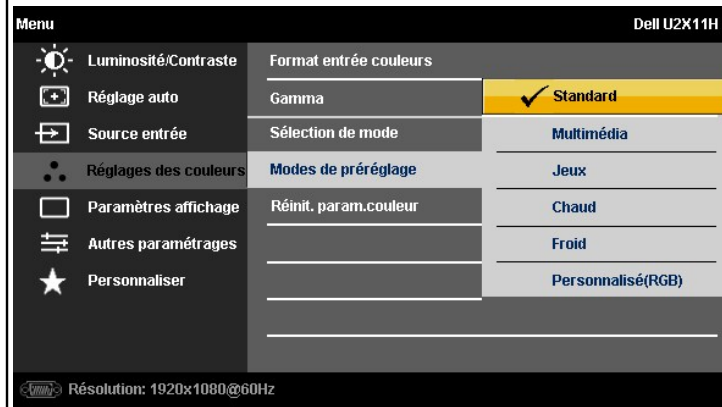 Menu Dell U2X11H
Luminosité/Contraste Format entrée couleurs
Réglage auto Gamma Standard
Source entrée Sélection de mode Multimédia
Réglages des couleurs Modes de préréglage Jeux
Paramètres affichage Réinit. param.couleur Chaud
Autres paramétrages Froid
Personnaliser Personnalisé(RGB)
Résolution: 1920x1080@60Hz